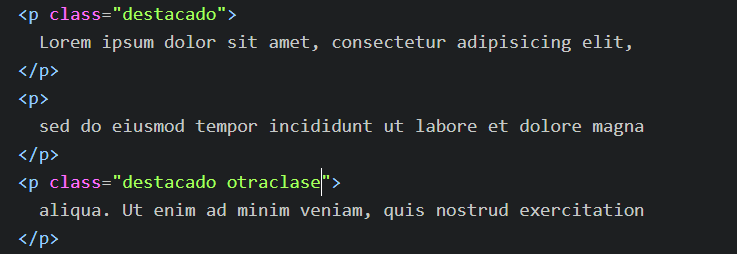 <p class="destacado">
Lorem ipsum dolor sit amet, consectetur adipisicing elit,
</p>
<p>
sed do eiusmod tempor incididunt ut labore et dolore magna
</p>
<p class="destacado otraclase">
aliqua. Ut enim ad minim veniam, quis nostrud exercitation
</p>